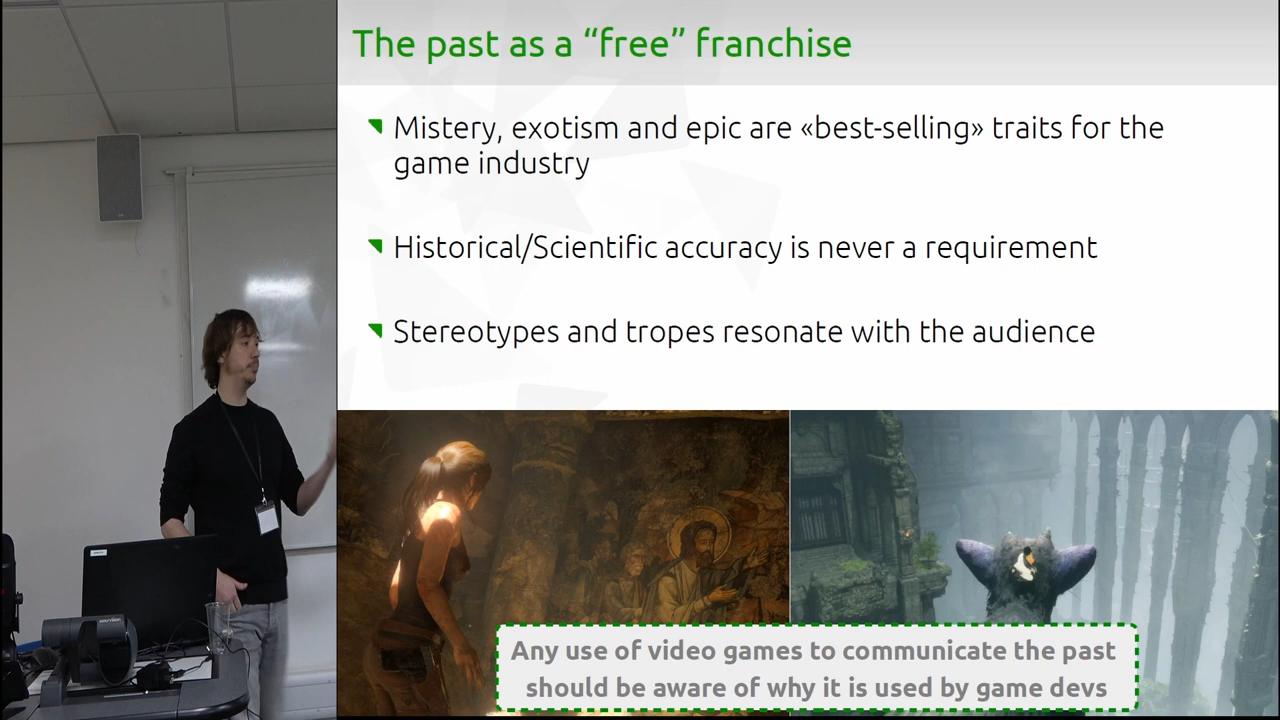 The past as a “free” franchise
Mistery, exotism and epic are «best-selling» traits for the
game industry
Historical/Scientific accuracy is never a requirement
Stereotypes and tropes resonate with the audience
Any use of video games to communicate the past
should be aware of why it is used by game devs